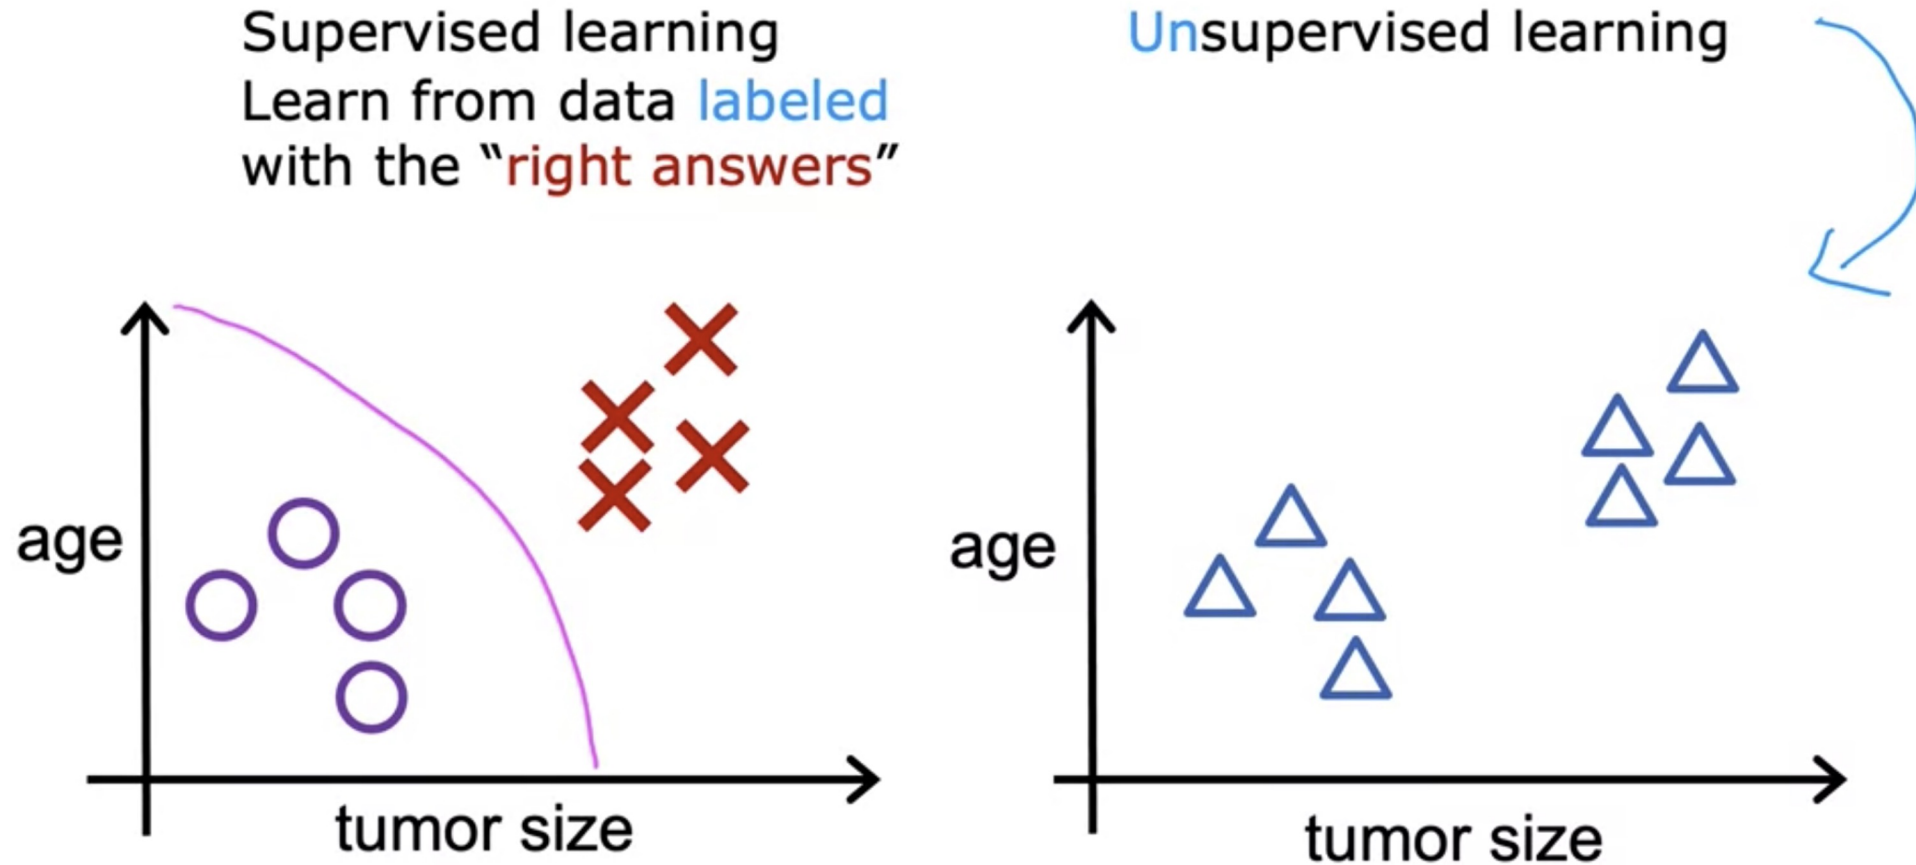 Supervised learning
Learn from data labeled
with the “right answers”
age
tumor size
Unsupervised learning
age
tumor size